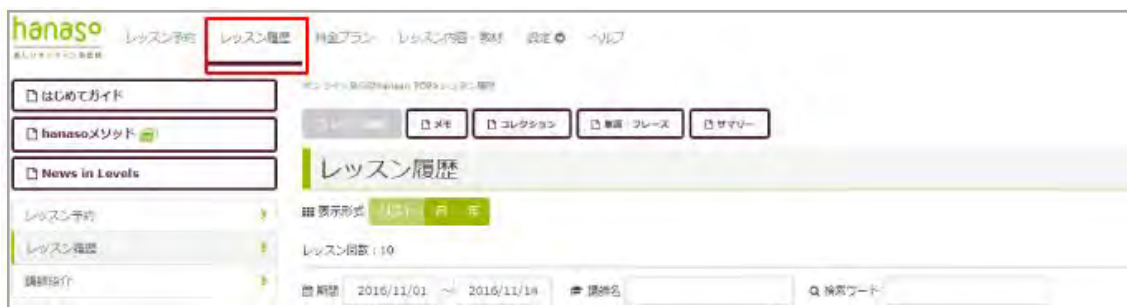 hanaso
レッスン予約 レッスン履歴 料金プラン レッスン内容・教材 設定 ヘルプ
はじめてガイド
hanasoメソッド
News in Levels
レッスン予約
レッスン履歴
講師紹介
メモ コレクション 単語・フレーズ サマリー
レッスン履歴
表示形式 リスト 月 年
レッスン回数：10
期間 2016/11/01 ～ 2016/11/14 講師名 検索ワード